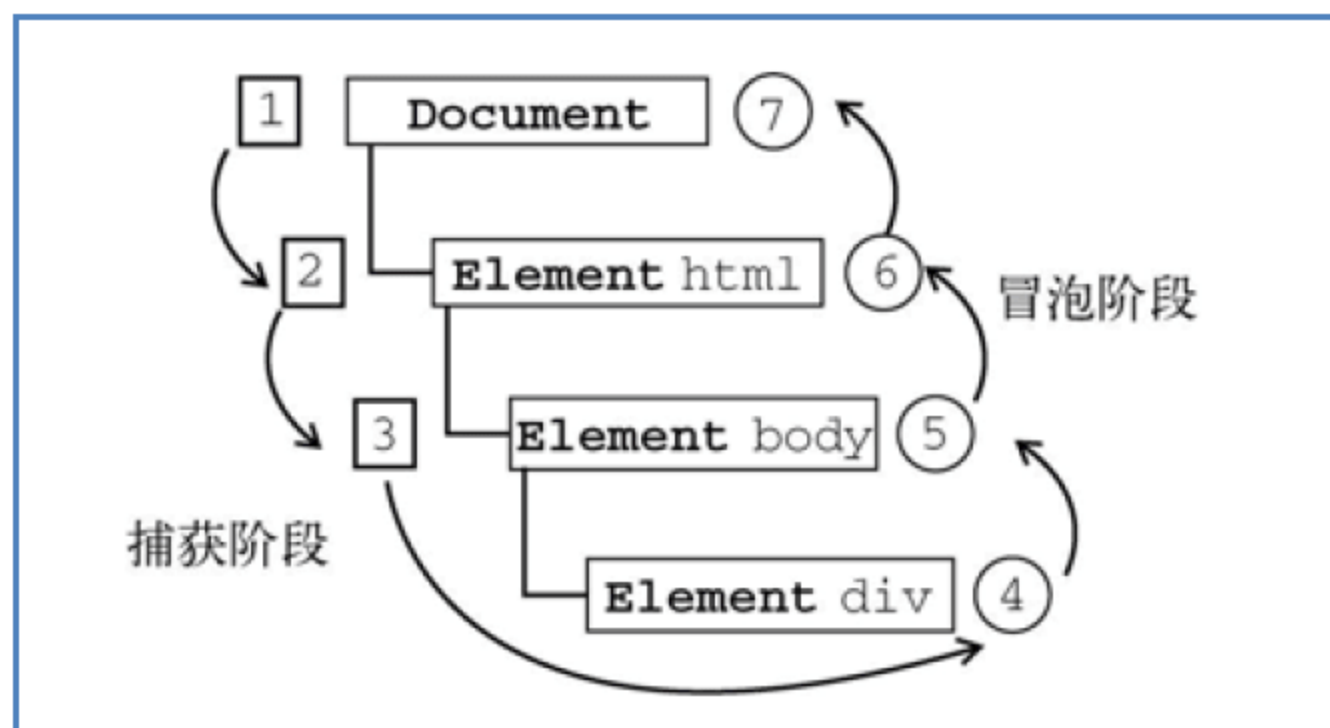 1 Document 7
2 Element html 6
冒泡阶段
3 Element body 5
捕获阶段
Element div 4